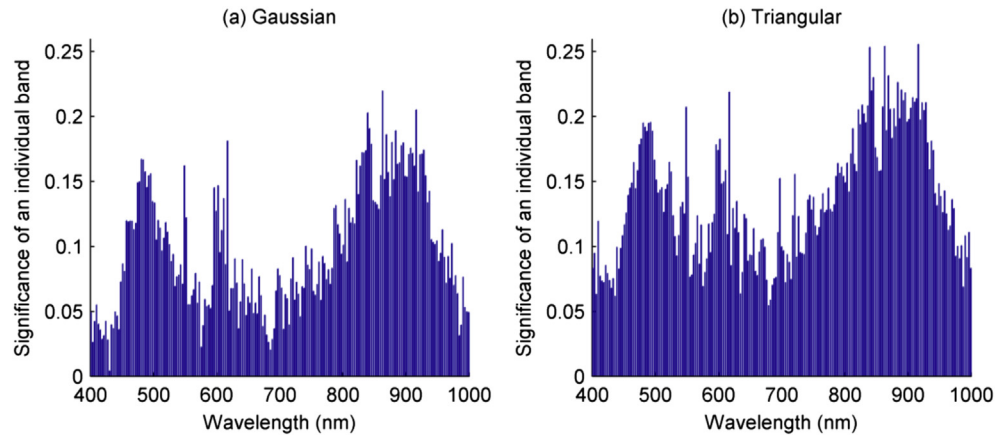 (a) Gaussian
Significance of an individual band
0.25
0.2
0.15
0.1
0.05
0
400 500 600 700 800 900 1000
Wavelength (nm)
(b) Triangular
Significance of an individual band
0.25
0.2
0.15
0.1
0.05
0
400 500 600 700 800 900 1000
Wavelength (nm)